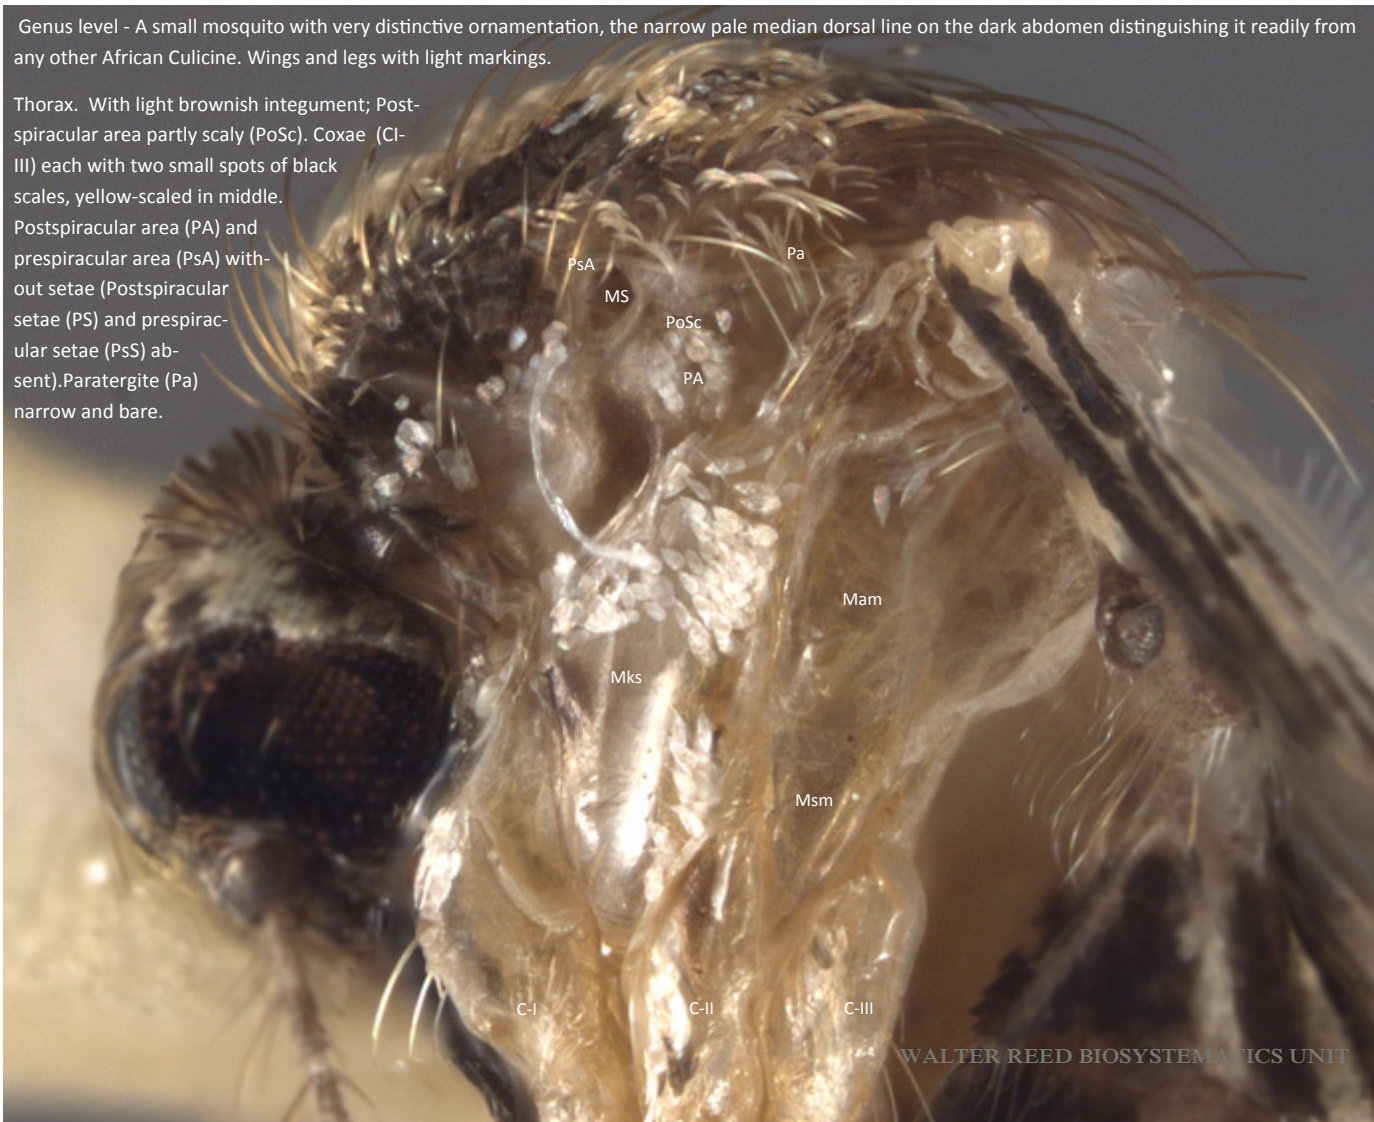 Genus level - A small mosquito with very distinctive ornamentation, the narrow pale median dorsal line on the dark abdomen distinguishing it readily from
any other African Culicine. Wings and legs with light markings.
Thorax.  With light brownish integument; Post-
spiracular area partly scaly (PoSc). Coxae  (CI-
III) each with two small spots of black
scales, yellow-scaled in middle.
Postspiracular area (PA) and
prespiracular area (PsA) with-
out setae (Postspiracular
setae (PS) and prespirac-
ular setae (PsS) ab-
sent).Paratergite (Pa)
narrow and bare.
PsA
Pa
MS
PoSc
PA
Mam
Mks
Msm
C-I
C-II
C-III
WALTER REED BIOSYSTEMATICS UNIT